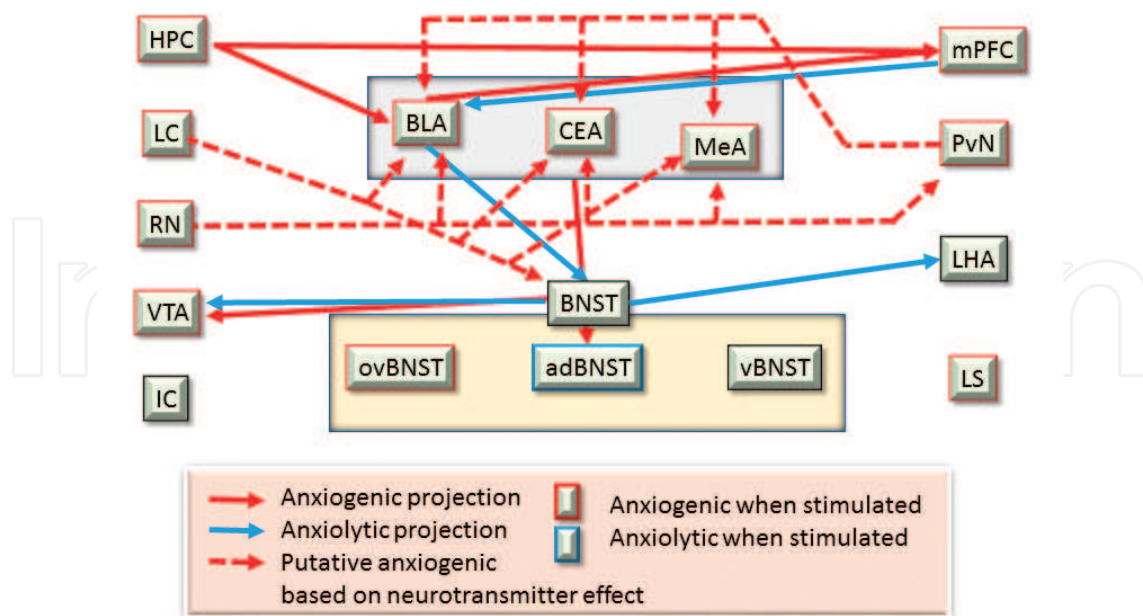 HPC
mPFC
LC
BLA
CEA
MeA
PvN
RN
LHA
VTA
BNST
ovBNST
adBNST
vBNST
IC
LS
Anxiogenic projection
Anxiolytic projection
Putative anxiogenic
based on neurotransmitter effect
Anxiogenic when stimulated
Anxiolytic when stimulated